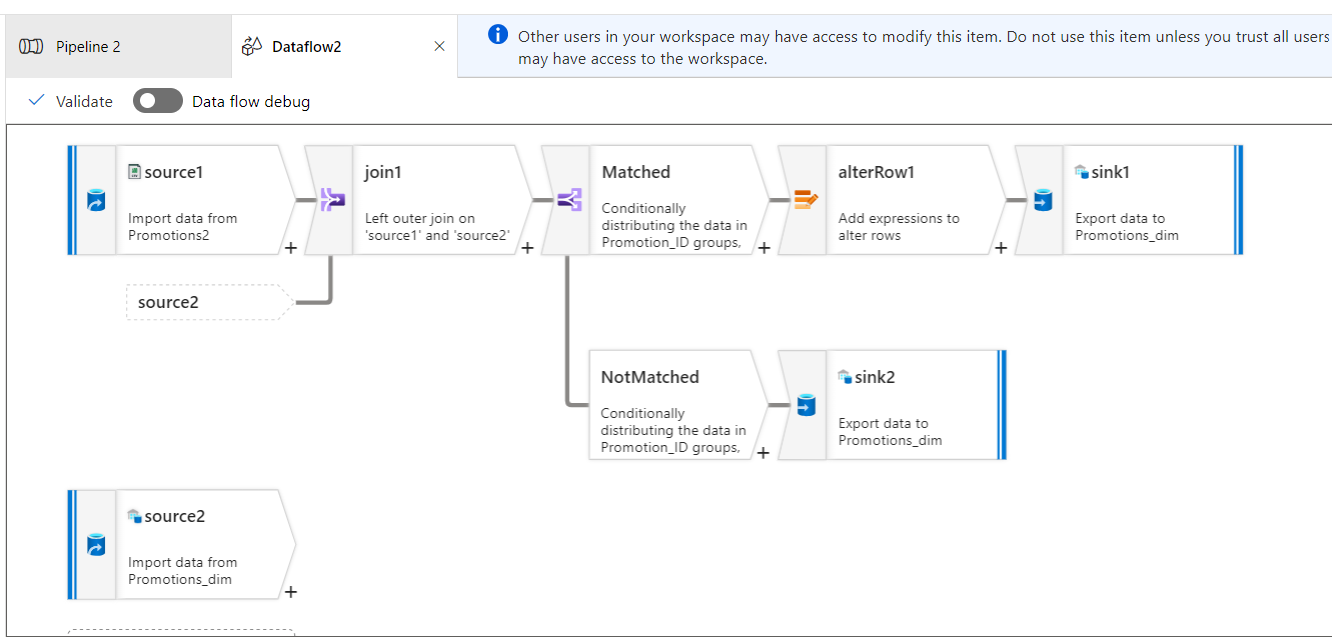 Pipeline 2
Dataflow2
Other users in your workspace may have access to modify this item. Do not use this item unless you trust all users
may have access to the workspace.
Validate
Data flow debug
source1
Import data from
Promotions2
join1
Left outer join on
'source1' and 'source2'
Matched
Conditionally
distributing the data in
Promotion_ID groups,
alterRow1
Add expressions to
alter rows
sink1
Export data to
Promotions_dim
source2
NotMatched
Conditionally
distributing the data in
Promotion_ID groups,
sink2
Export data to
Promotions_dim
source2
Import data from
Promotions_dim